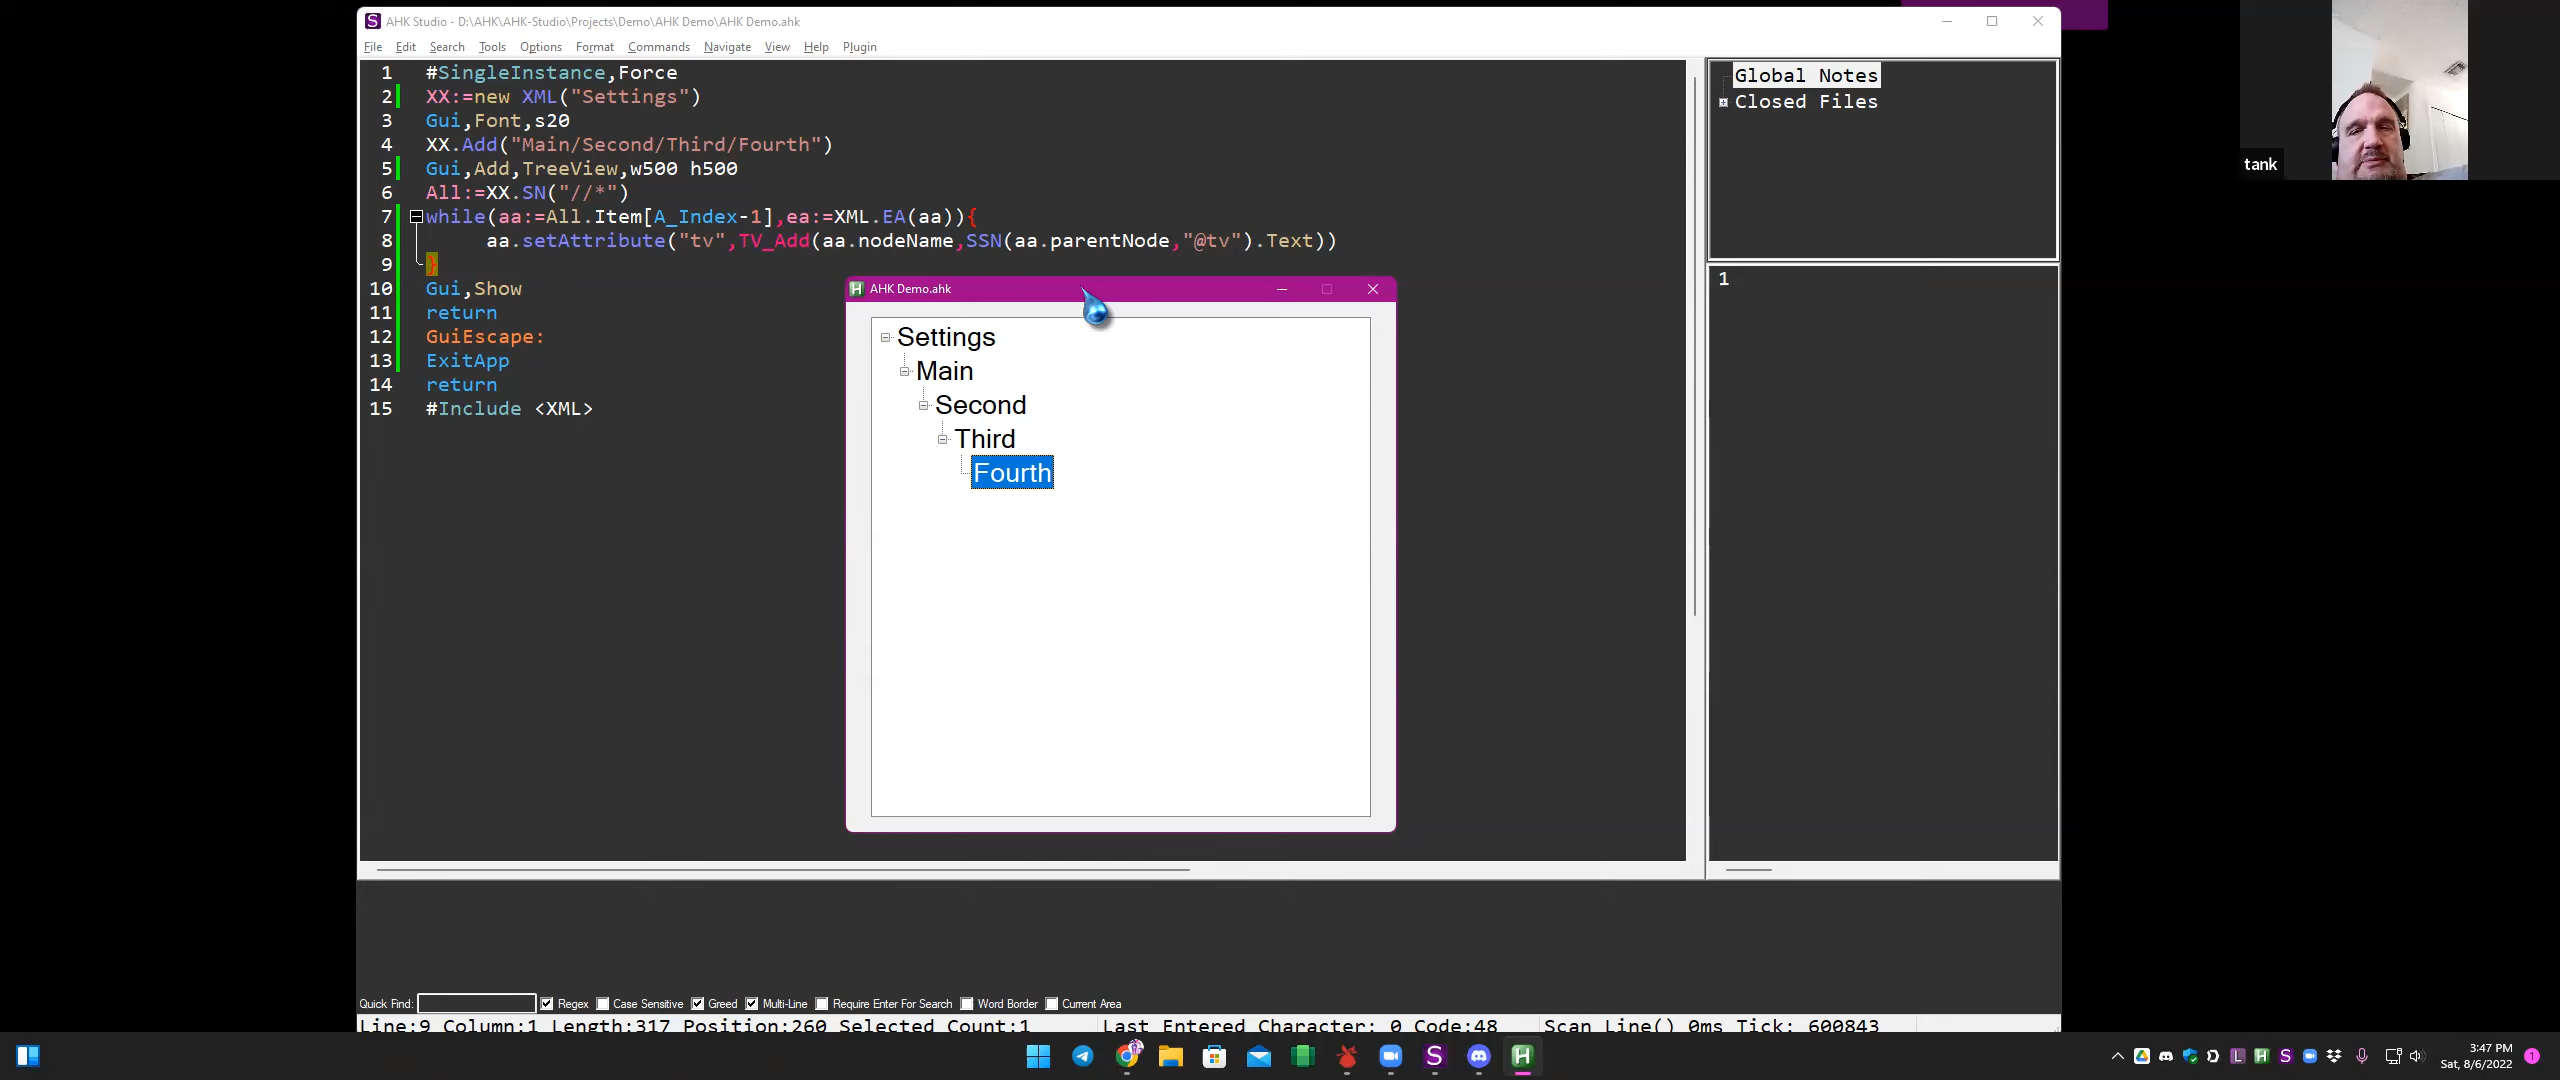 AHK Studio - D:\AHK\AHK-Studio\Projects\Demo\AHK Demo\AHK Demo.ahk
File Edit Search Tools Options Format Commands Navigate View Help Plugin
1 #SingleInstance,Force
2 XX:=new XML("Settings")
3 Gui,Font,s20
4 XX.Add("Main/Second/Third/Fourth")
5 Gui,Add,TreeView,w500 h500
6 All:=XX.SN("//*")
7 while(aa:=All.Item[A_Index-1],ea:=XML.EA(aa)){
8 aa.setAttribute("tv",TV_Add(aa.nodeName,SSN(aa.parentNode,"@tv").Text))
9 }
10 Gui,Show
11 return
12 GuiEscape:
13 ExitApp
14 return
15 #Include <XML>
AHK Demo.ahk
Settings
Main
Second
Third
Fourth
Global Notes
Closed Files
1
tank
Quick Find: Regex Case Sensitive Greed Multi-Line Require Enter For Search Word Border Current Area
Line:9 Column:1 Length:317 Position:260 Selected Count:1 Last Entered Character: 0 Code:48 Scan Line() 0ms Tick: 600843
3:47 PM
Sat, 8/6/2022
1